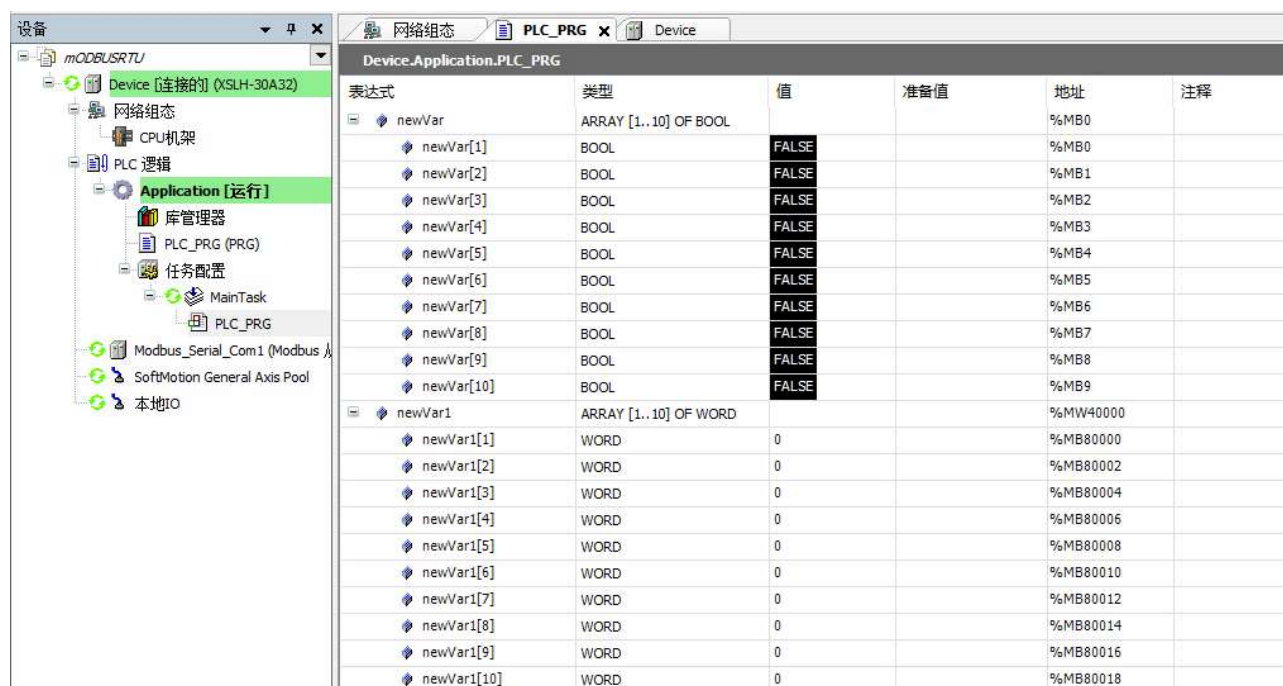 设备
mODBUSRTU
Device [连接的] (XSLH-30A32)
网络组态
CPU机架
PLC 逻辑
Application [运行]
库管理器
PLC_PRG (PRG)
任务配置
MainTask
PLC_PRG
Modbus_Serial_Com1 (Modbus 从
SoftMotion General Axis Pool
本地IO
网络组态 PLC_PRG Device
Device.Application.PLC_PRG
表达式 类型 值 准备值 地址 注释
newVar ARRAY [1..10] OF BOOL %MB0
newVar[1] BOOL FALSE %MB0
newVar[2] BOOL FALSE %MB1
newVar[3] BOOL FALSE %MB2
newVar[4] BOOL FALSE %MB3
newVar[5] BOOL FALSE %MB4
newVar[6] BOOL FALSE %MB5
newVar[7] BOOL FALSE %MB6
newVar[8] BOOL FALSE %MB7
newVar[9] BOOL FALSE %MB8
newVar[10] BOOL FALSE %MB9
newVar1 ARRAY [1..10] OF WORD %MW40000
newVar1[1] WORD 0 %MB80000
newVar1[2] WORD 0 %MB80002
newVar1[3] WORD 0 %MB80004
newVar1[4] WORD 0 %MB80006
newVar1[5] WORD 0 %MB80008
newVar1[6] WORD 0 %MB80010
newVar1[7] WORD 0 %MB80012
newVar1[8] WORD 0 %MB80014
newVar1[9] WORD 0 %MB80016
newVar1[10] WORD 0 %MB80018